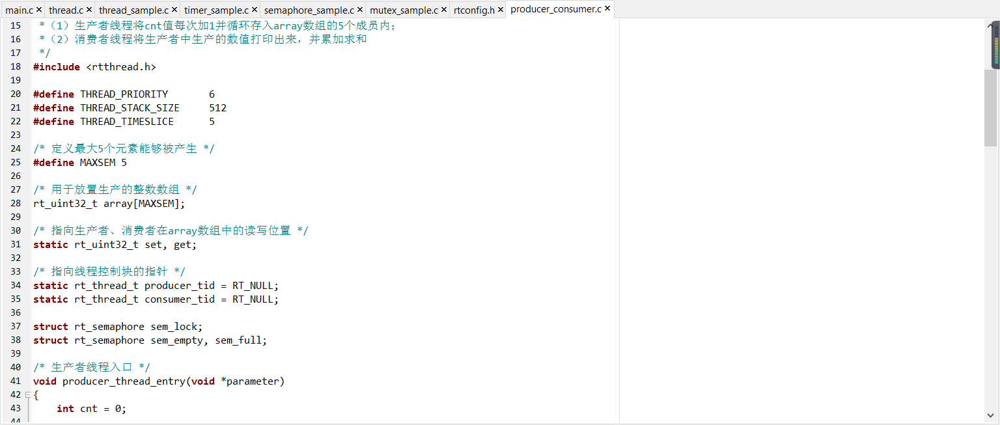 main.c × thread.c × thread_sample.c × timer_sample.c × semaphore_sample.c × mutex_sample.c × rtconfig.h × producer_consumer.c ×
15 *（1）生产者线程将cnt值每次加1并循环存入array数组的5个成员内；
16 *（2）消费者线程将生产者中生产的数值打印出来，并累加求和
17 */
18 #include <rtthread.h>
19
20 #define THREAD_PRIORITY       6
21 #define THREAD_STACK_SIZE     512
22 #define THREAD_TIMESLICE      5
23
24 /* 定义最大5个元素能够被产生 */
25 #define MAXSEM 5
26
27 /* 用于放置生产的整数数组 */
28 rt_uint32_t array[MAXSEM];
29
30 /* 指向生产者、消费者在array数组中的读写位置 */
31 static rt_uint32_t set, get;
32
33 /* 指向线程控制块的指针 */
34 static rt_thread_t producer_tid = RT_NULL;
35 static rt_thread_t consumer_tid = RT_NULL;
36
37 struct rt_semaphore sem_lock;
38 struct rt_semaphore sem_empty, sem_full;
39
40 /* 生产者线程入口 */
41 void producer_thread_entry(void *parameter)
42 {
43     int cnt = 0;
44